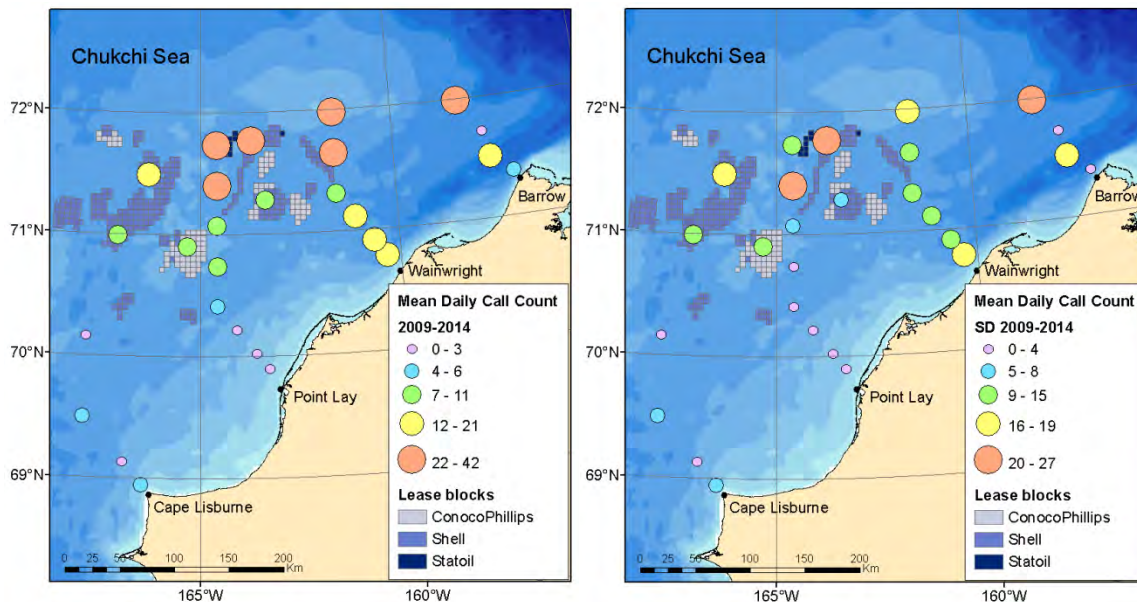 Chukchi Sea
72°N
71°N
70°N
69°N
Barrow
Wainwright
Point Lay
Cape Lisburne
Mean Daily Call Count
2009-2014
0 - 3
4 - 6
7 - 11
12 - 21
22 - 42
Lease blocks
ConocoPhillips
Shell
Statoil
0 25 50 100 150 200
Km
165°W
160°W
Chukchi Sea
72°N
71°N
70°N
69°N
Barrow
Wainwright
Point Lay
Cape Lisburne
Mean Daily Call Count
SD 2009-2014
0 - 4
5 - 8
9 - 15
16 - 19
20 - 27
Lease blocks
ConocoPhillips
Shell
Statoil
0 25 50 100 150 200
Km
165°W
160°W